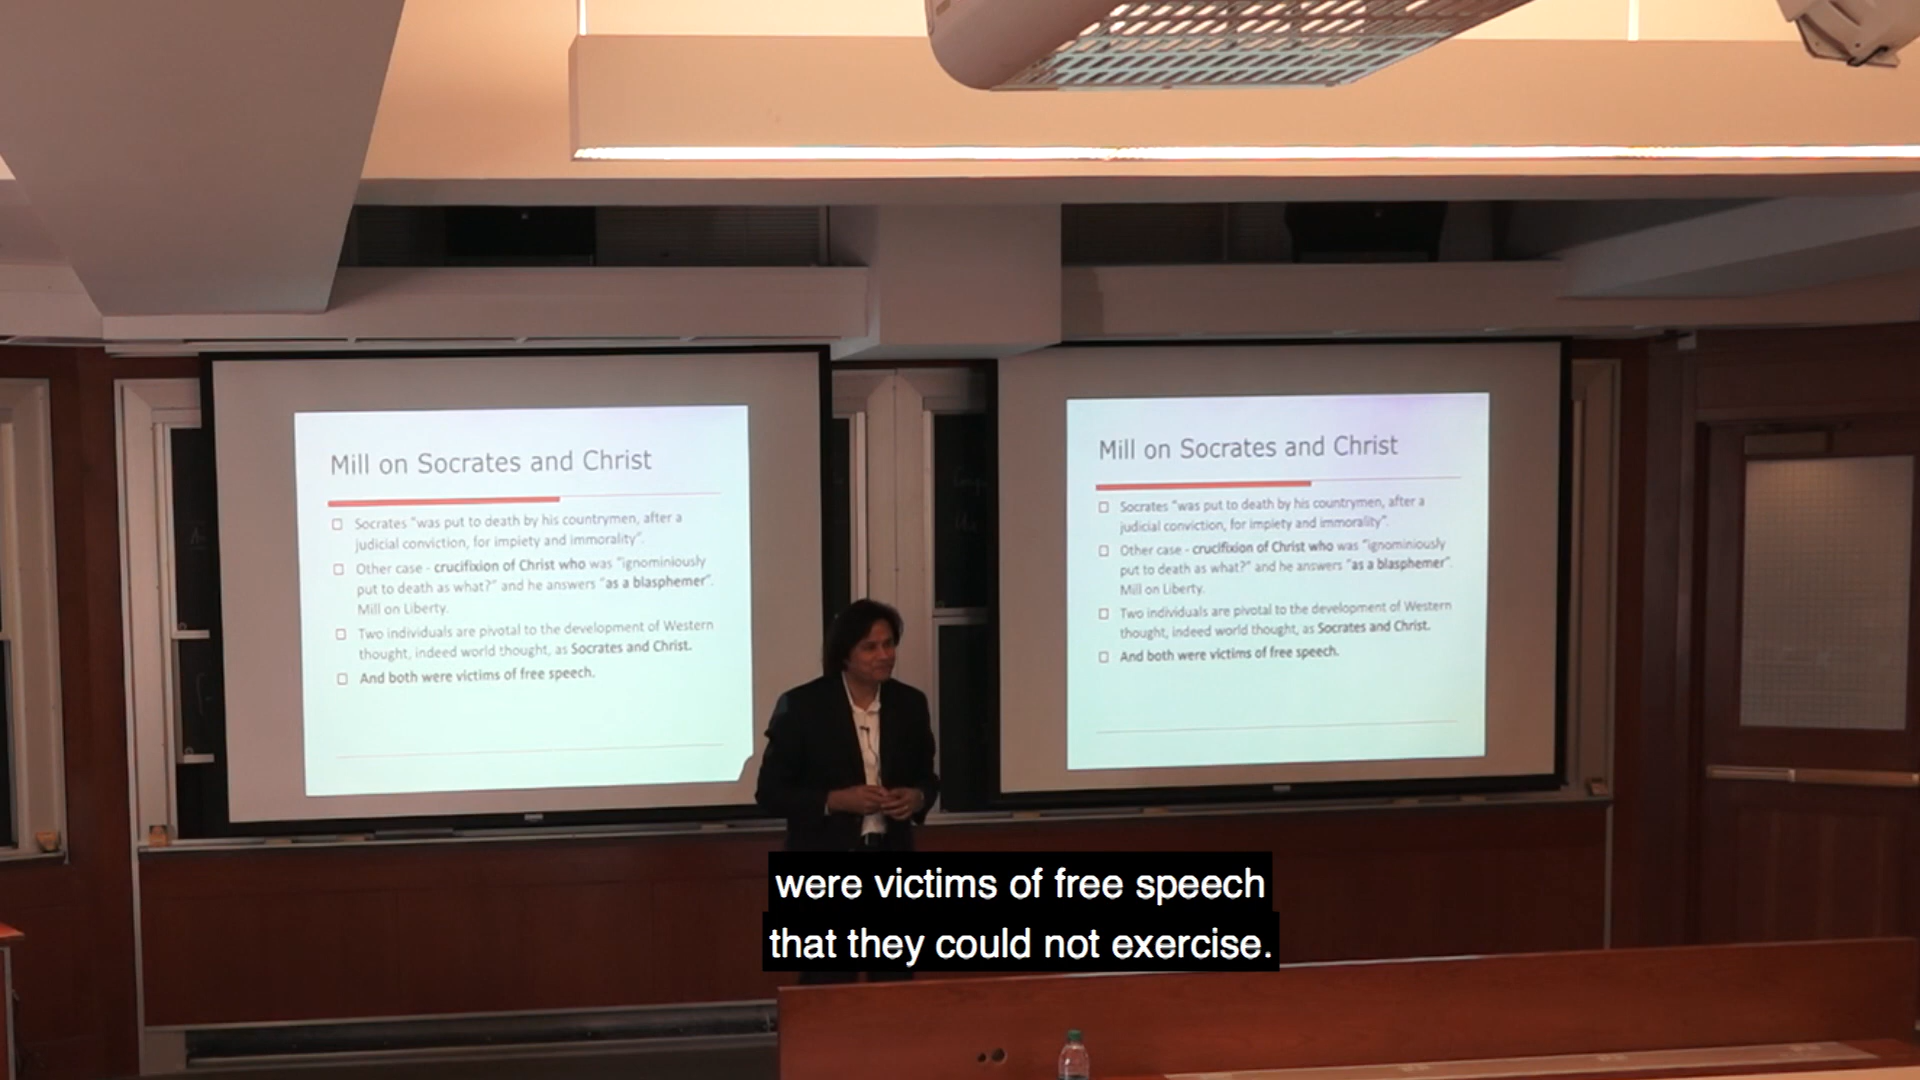 Mill on Socrates and Christ
Socrates "was put to death by his countrymen, after a
judicial conviction, for impiety and immorality".
Other case - crucifixion of Christ who was "ignominiously
put to death as what?" and he answers "as a blasphemer".
Mill on Liberty.
Two individuals are pivotal to the development of Western
thought, indeed world thought, as Socrates and Christ.
And both were victims of free speech.
Mill on Socrates and Christ
Socrates "was put to death by his countrymen, after a
judicial conviction, for impiety and immorality".
Other case - crucifixion of Christ who was "ignominiously
put to death as what?" and he answers "as a blasphemer".
Mill on Liberty.
Two individuals are pivotal to the development of Western
thought, indeed world thought, as Socrates and Christ.
And both were victims of free speech.
were victims of free speech
that they could not exercise.